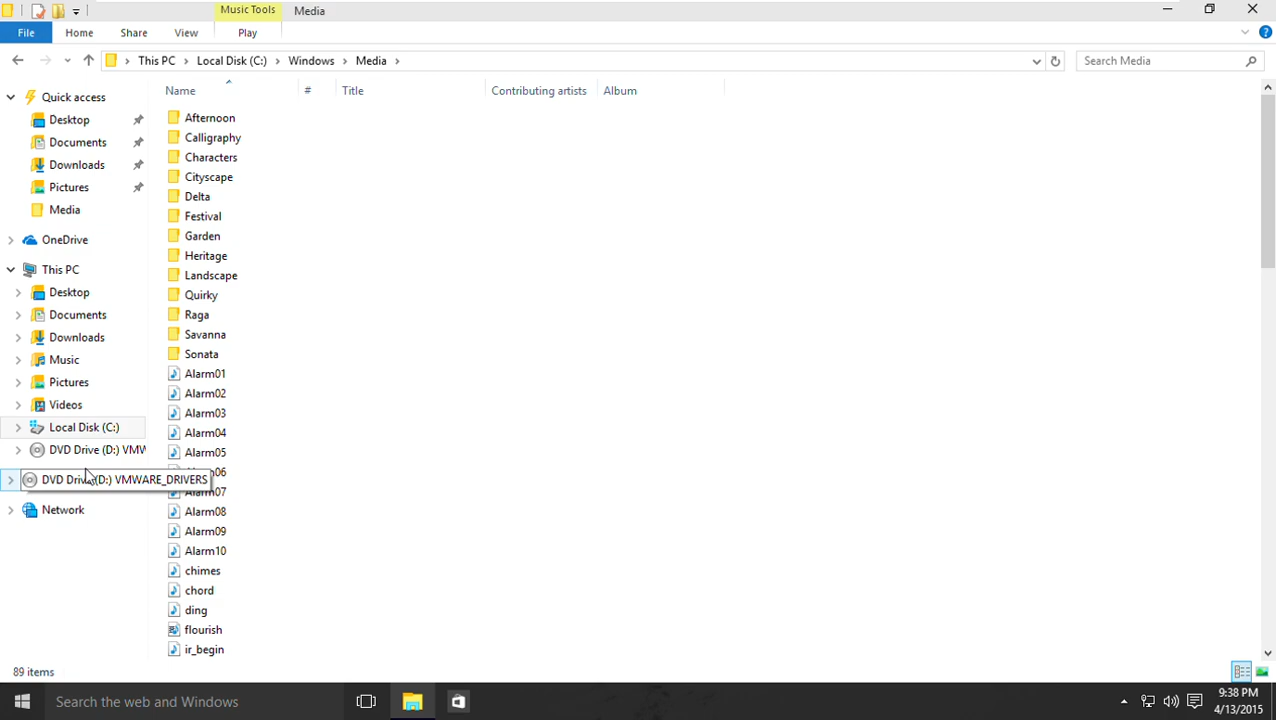 Music Tools Media
File Home Share View Play
This PC Local Disk (C:) Windows Media Search Media
Name # Title Contributing artists Album
Quick access
Desktop
Documents
Downloads
Pictures
Media
OneDrive
This PC
Desktop
Documents
Downloads
Music
Pictures
Videos
Local Disk (C:)
DVD Drive (D:) VMW
DVD Drive (D:) VMWARE_DRIVERS
Network
Afternoon
Calligraphy
Characters
Cityscape
Delta
Festival
Garden
Heritage
Landscape
Quirky
Raga
Savanna
Sonata
Alarm01
Alarm02
Alarm03
Alarm04
Alarm05
06
Alarm07
Alarm08
Alarm09
Alarm10
chimes
chord
ding
flourish
ir_begin
89 items
Search the web and Windows
9:38 PM
4/13/2015